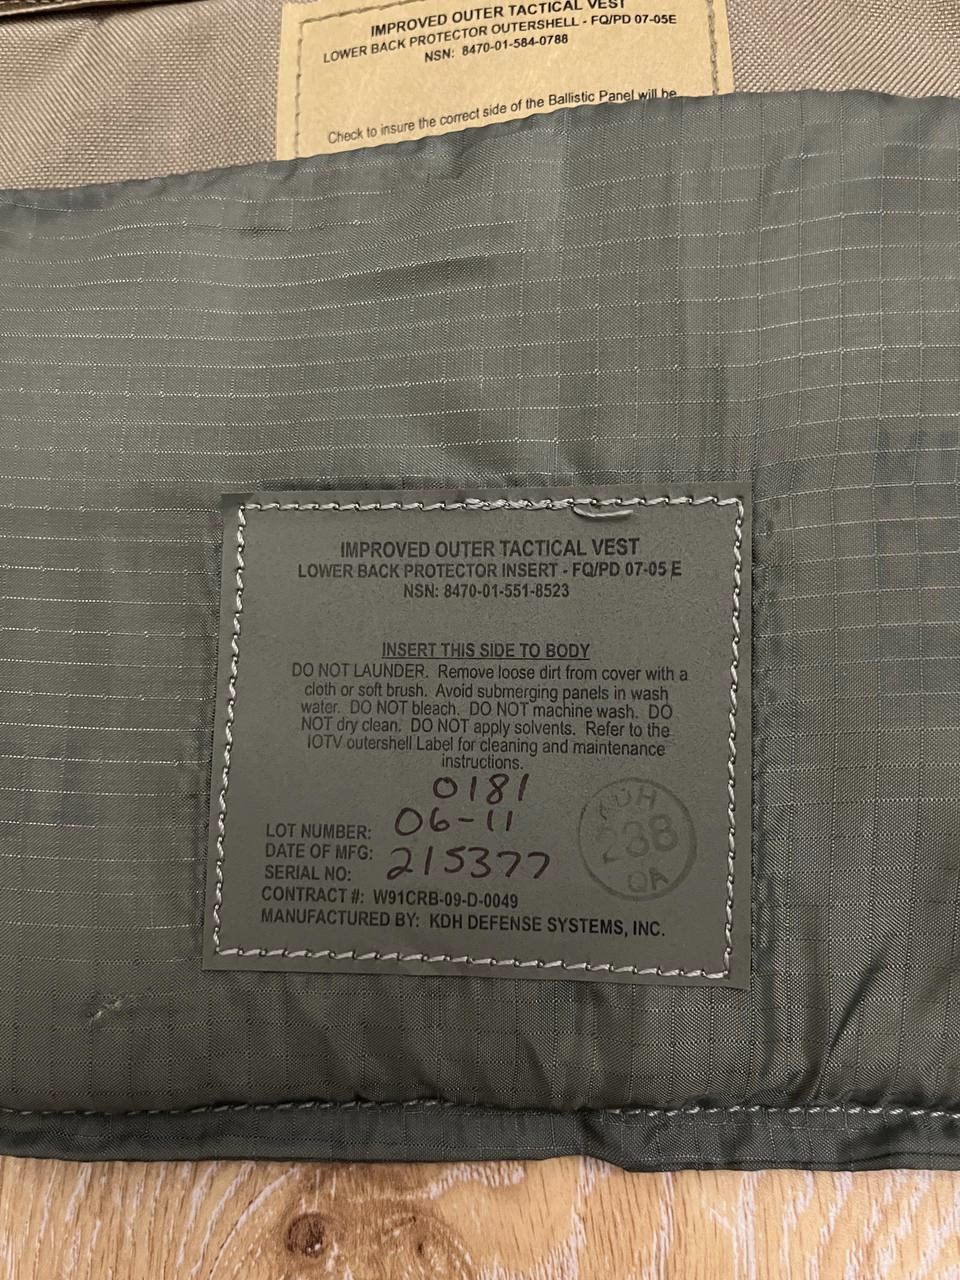 IMPROVED OUTER TACTICAL VEST
LOWER BACK PROTECTOR OUTERSHELL - FQ/PD 07-05E
NSN: 8470-01-584-0788
Check to insure the correct side of the Ballistic Panel will be
IMPROVED OUTER TACTICAL VEST
LOWER BACK PROTECTOR INSERT - FQ/PD 07-05 E
NSN: 8470-01-551-8523
INSERT THIS SIDE TO BODY
DO NOT LAUNDER. Remove loose dirt from cover with a
cloth or soft brush. Avoid submerging panels in wash
water. DO NOT bleach. DO NOT machine wash. DO
NOT dry clean. DO NOT apply solvents. Refer to the
IOTV outershell Label for cleaning and maintenance
instructions.
0181
LOT NUMBER: 06-11
DATE OF MFG: 215377
SERIAL NO:
CONTRACT #: W91CRB-09-D-0049
MANUFACTURED BY: KDH DEFENSE SYSTEMS, INC.
KDH
238
QA